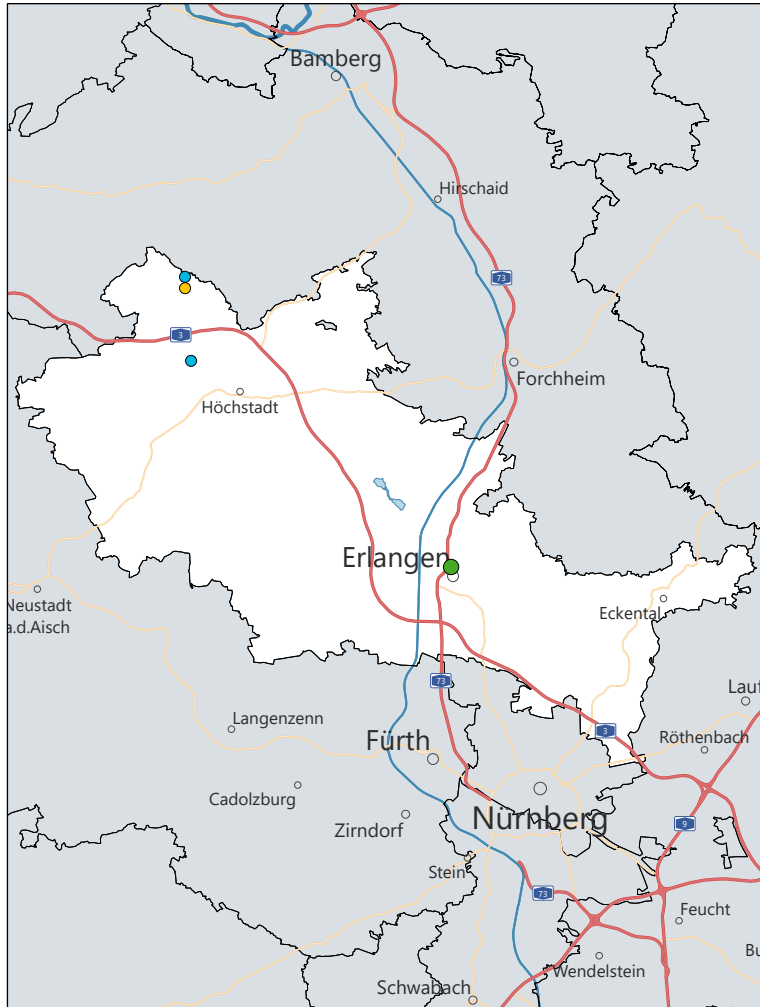 Bamberg
Hirschaid
73
3
Forchheim
Höchstadt
Erlangen
Neustadt
a.d.Aisch
Eckental
73
Langenzenn
Lauf
3
Röthenbach
Fürth
Cadolzburg
Zirndorf
Nürnberg
9
Stein
73
Feucht
Bu
Wendelstein
Schwabach